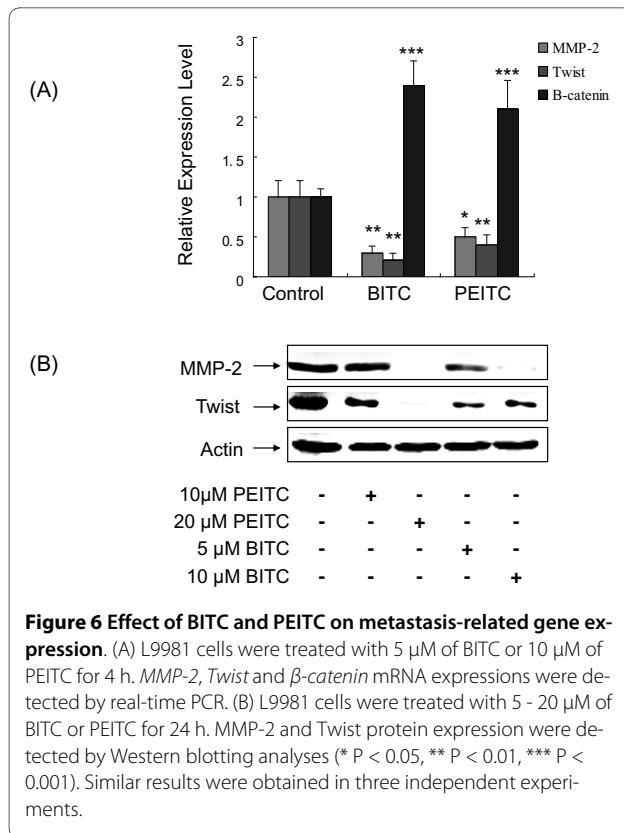 (A)
Relative Expression Level
3
2.5
2
1.5
1
0.5
0
*** ***
** ** * **
MMP-2
Twist
B-catenin
Control BITC PEITC
(B)
MMP-2
Twist
Actin
10μM PEITC - + - - -
20 μM PEITC - - + - -
5 μM BITC - - - + -
10 μM BITC - - - - +
Figure 6 Effect of BITC and PEITC on metastasis-related gene ex-
pression. (A) L9981 cells were treated with 5 μM of BITC or 10 μM of
PEITC for 4 h. MMP-2, Twist and β-catenin mRNA expressions were de-
tected by real-time PCR. (B) L9981 cells were treated with 5 - 20 μM of
BITC or PEITC for 24 h. MMP-2 and Twist protein expression were de-
tected by Western blotting analyses (* P < 0.05, ** P < 0.01, *** P <
0.001). Similar results were obtained in three independent experi-
ments.